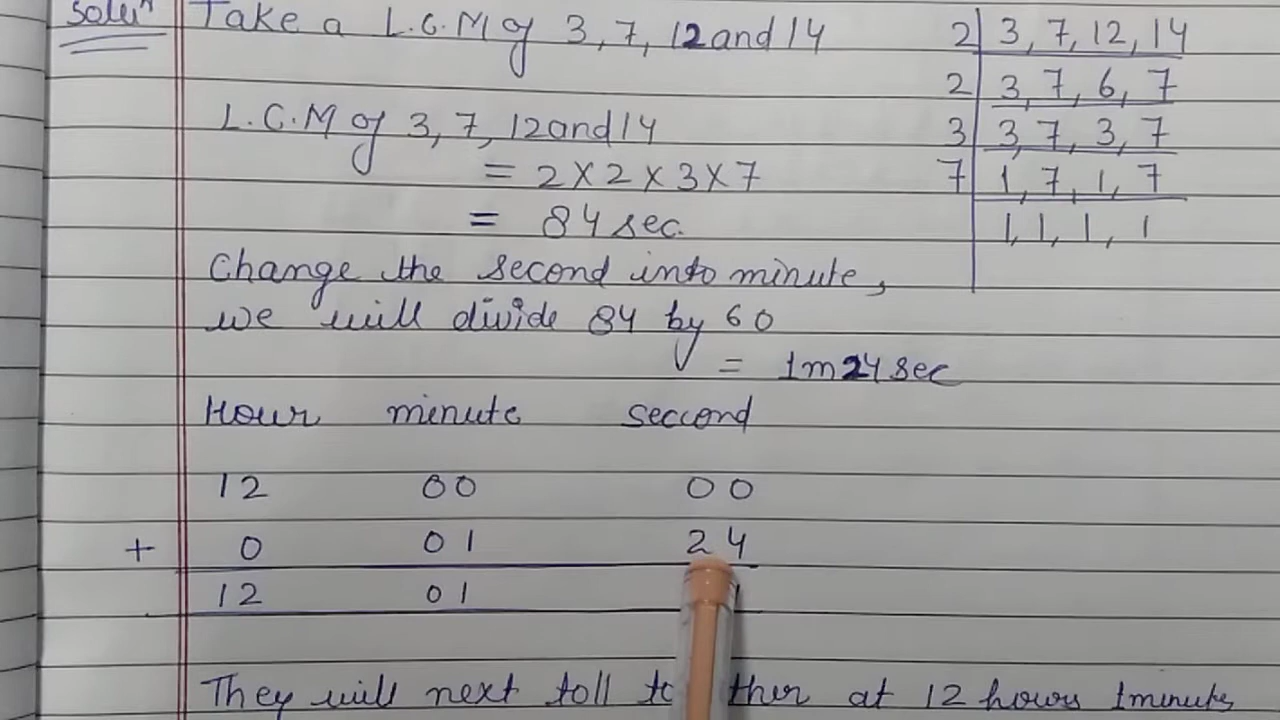 Soluⁿ Take a L.C.M of 3, 7, 12 and 14
2 | 3, 7, 12, 14
2 | 3, 7, 6, 7
3 | 3, 7, 3, 7
7 | 1, 7, 1, 7
1, 1, 1, 1
L.C.M of 3, 7, 12 and 14
= 2 X 2 X 3 X 7
= 84 sec.
Change the second into minute,
we will divide 84 by 60
= 1m 24 sec
Hour minute seccond
12 00 00
+ 0 01 24
12 01
They will next toll at 12 hours 1 minute